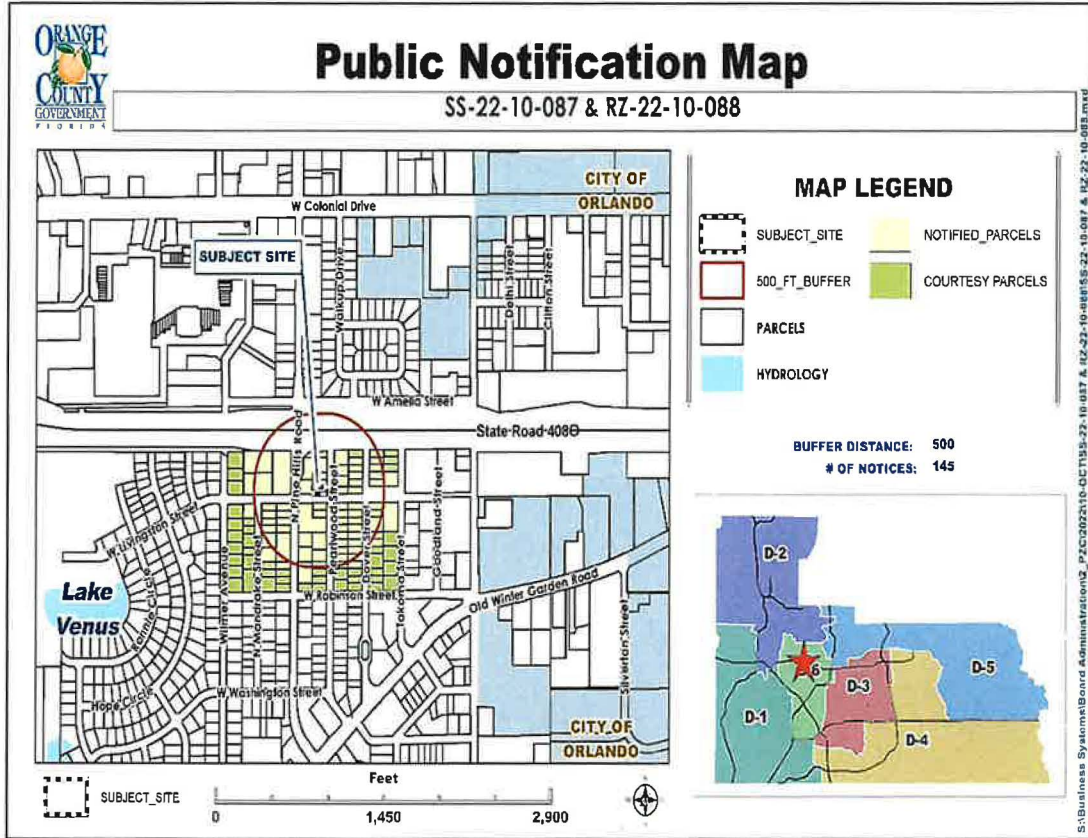 ORANGE
COUNTY
GOVERNMENT
FLORIDA
Public Notification Map
SS-22-10-087 & RZ-22-10-088
CITY OF
ORLANDO
W Colonial Drive
SUBJECT SITE
Walkup Drive
Delhi Street
Clifton Street
W Amelia Street
State Road 408
N Pine Hills Road
W Livingston Street
Pearlwood Street
Dover Street
Goodland Street
Lake
Venus
Rennie Circle
Wilmer Avenue
N Mandrake Street
W Robinson Street
Takoma Street
Old Winter Garden Road
Silverton Street
Hope Circle
W Washington Street
CITY OF
ORLANDO
MAP LEGEND
SUBJECT_SITE
NOTIFIED_PARCELS
500_FT_BUFFER
COURTESY PARCELS
PARCELS
HYDROLOGY
BUFFER DISTANCE: 500
# OF NOTICES: 145
D-2
D-5
6
D-3
D-1
D-4
SUBJECT_SITE
Feet
0 1,450 2,900